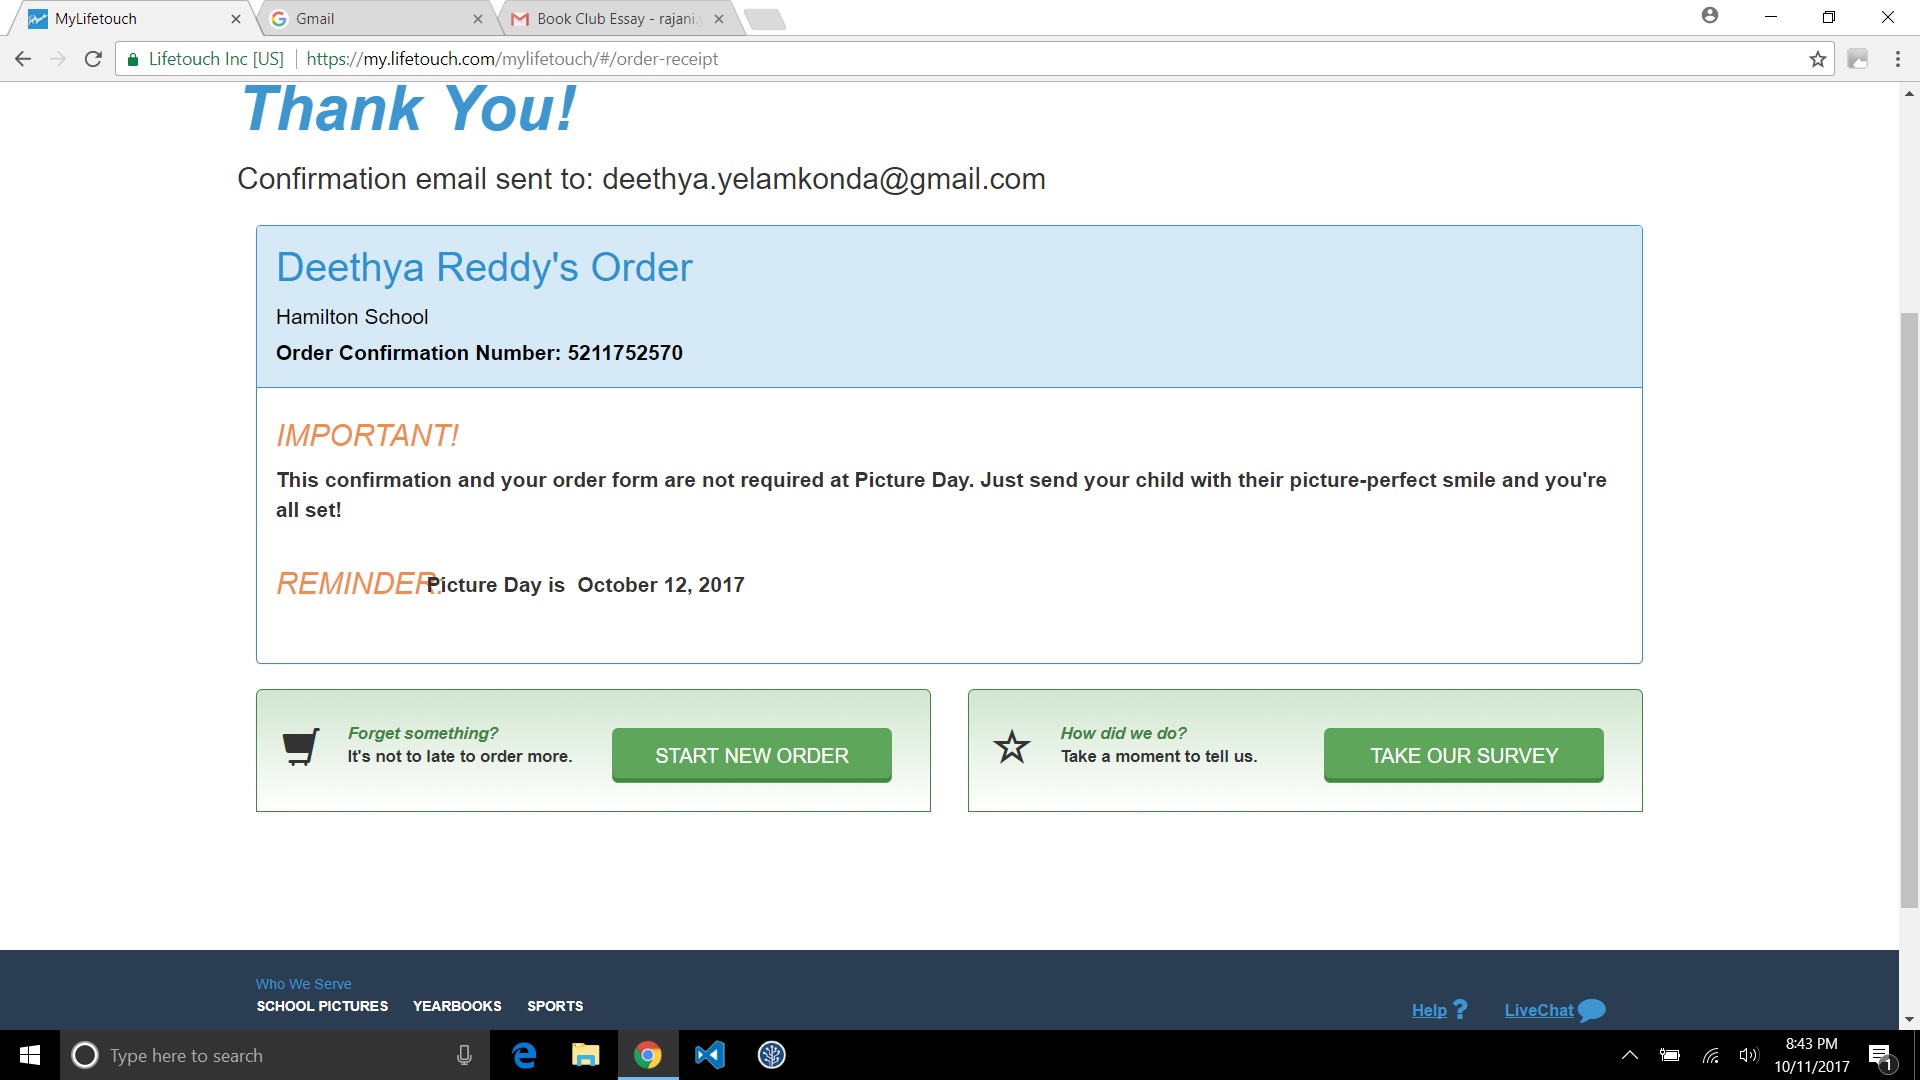 MyLifetouch
Gmail
Book Club Essay - rajani.
Lifetouch Inc [US]
https://my.lifetouch.com/mylifetouch/#/order-receipt
Thank You!
Confirmation email sent to: deethya.yelamkonda@gmail.com
Deethya Reddy's Order
Hamilton School
Order Confirmation Number: 5211752570
IMPORTANT!
This confirmation and your order form are not required at Picture Day. Just send your child with their picture-perfect smile and you're
all set!
REMINDER: Picture Day is October 12, 2017
Forget something?
It's not to late to order more.
START NEW ORDER
How did we do?
Take a moment to tell us.
TAKE OUR SURVEY
Who We Serve
SCHOOL PICTURES YEARBOOKS SPORTS
Help ?
LiveChat
Type here to search
8:43 PM
10/11/2017
1